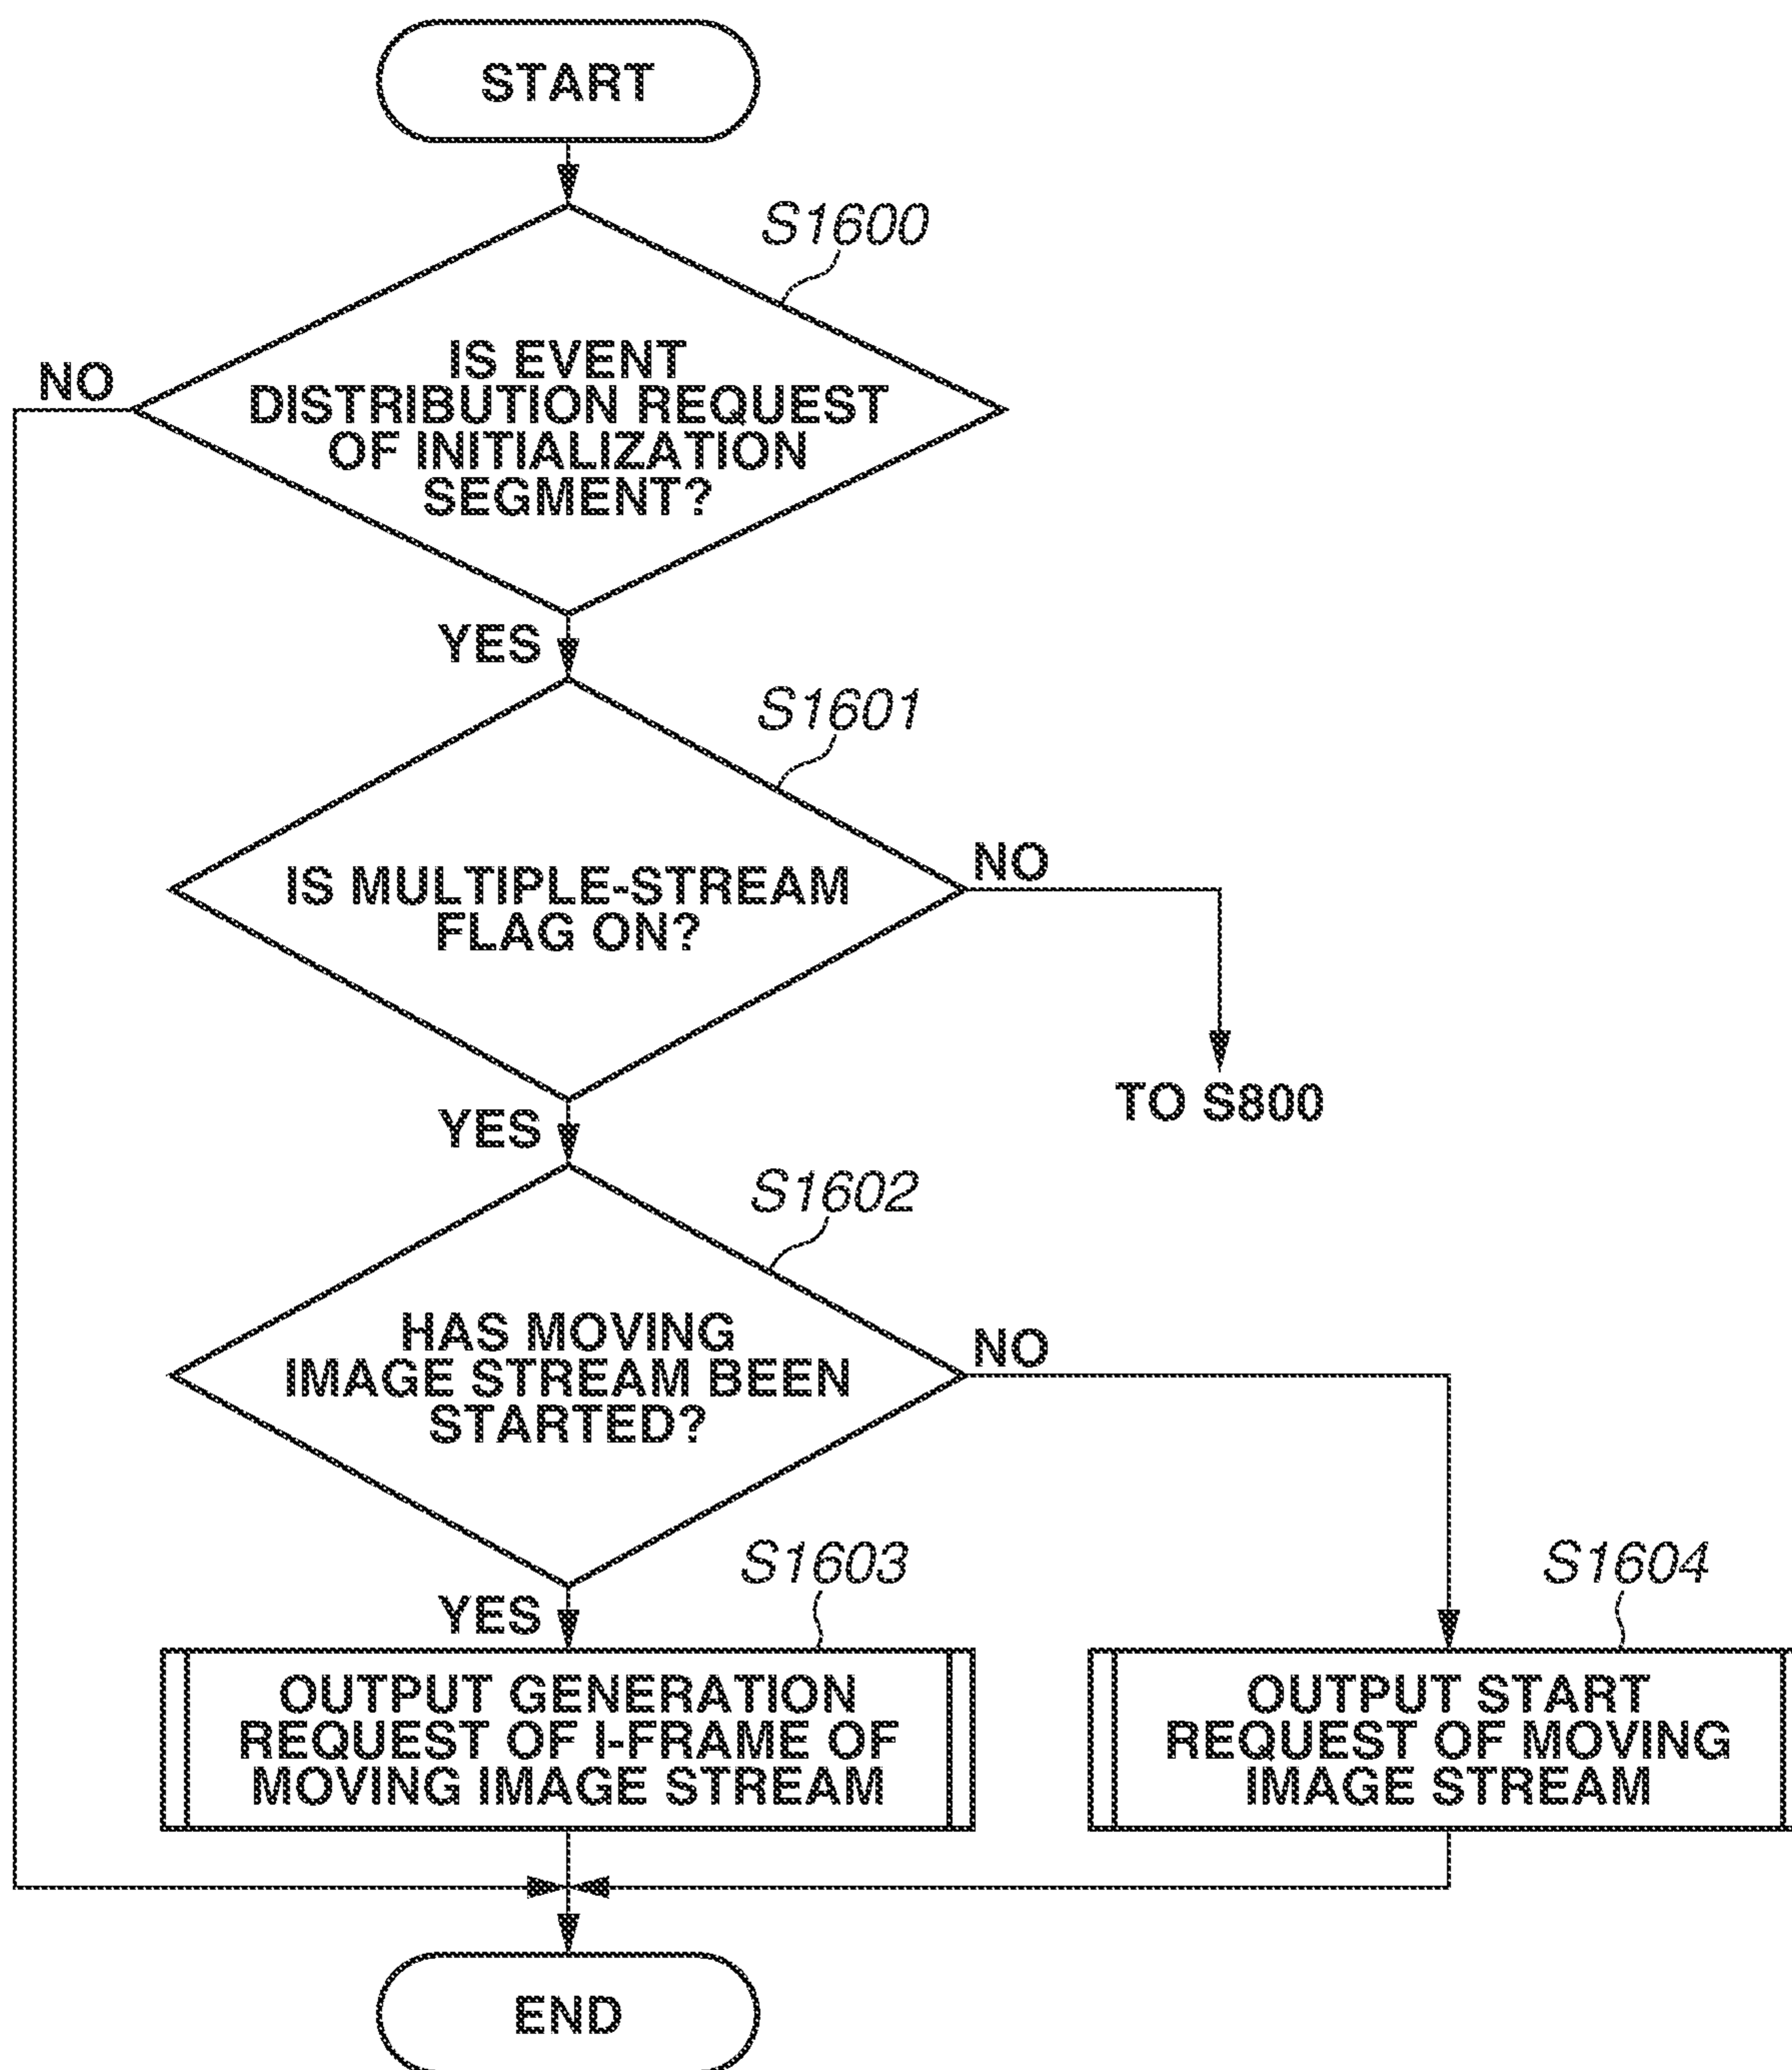 START
S1600
IS EVENT
DISTRIBUTION REQUEST
OF INITIALIZATION
SEGMENT?
NO
YES
S1601
IS MULTIPLE-STREAM
FLAG ON?
NO
TO S800
YES
S1602
HAS MOVING
IMAGE STREAM BEEN
STARTED?
NO
YES
S1603
OUTPUT GENERATION
REQUEST OF I-FRAME OF
MOVING IMAGE STREAM
S1604
OUTPUT START
REQUEST OF MOVING
IMAGE STREAM
END